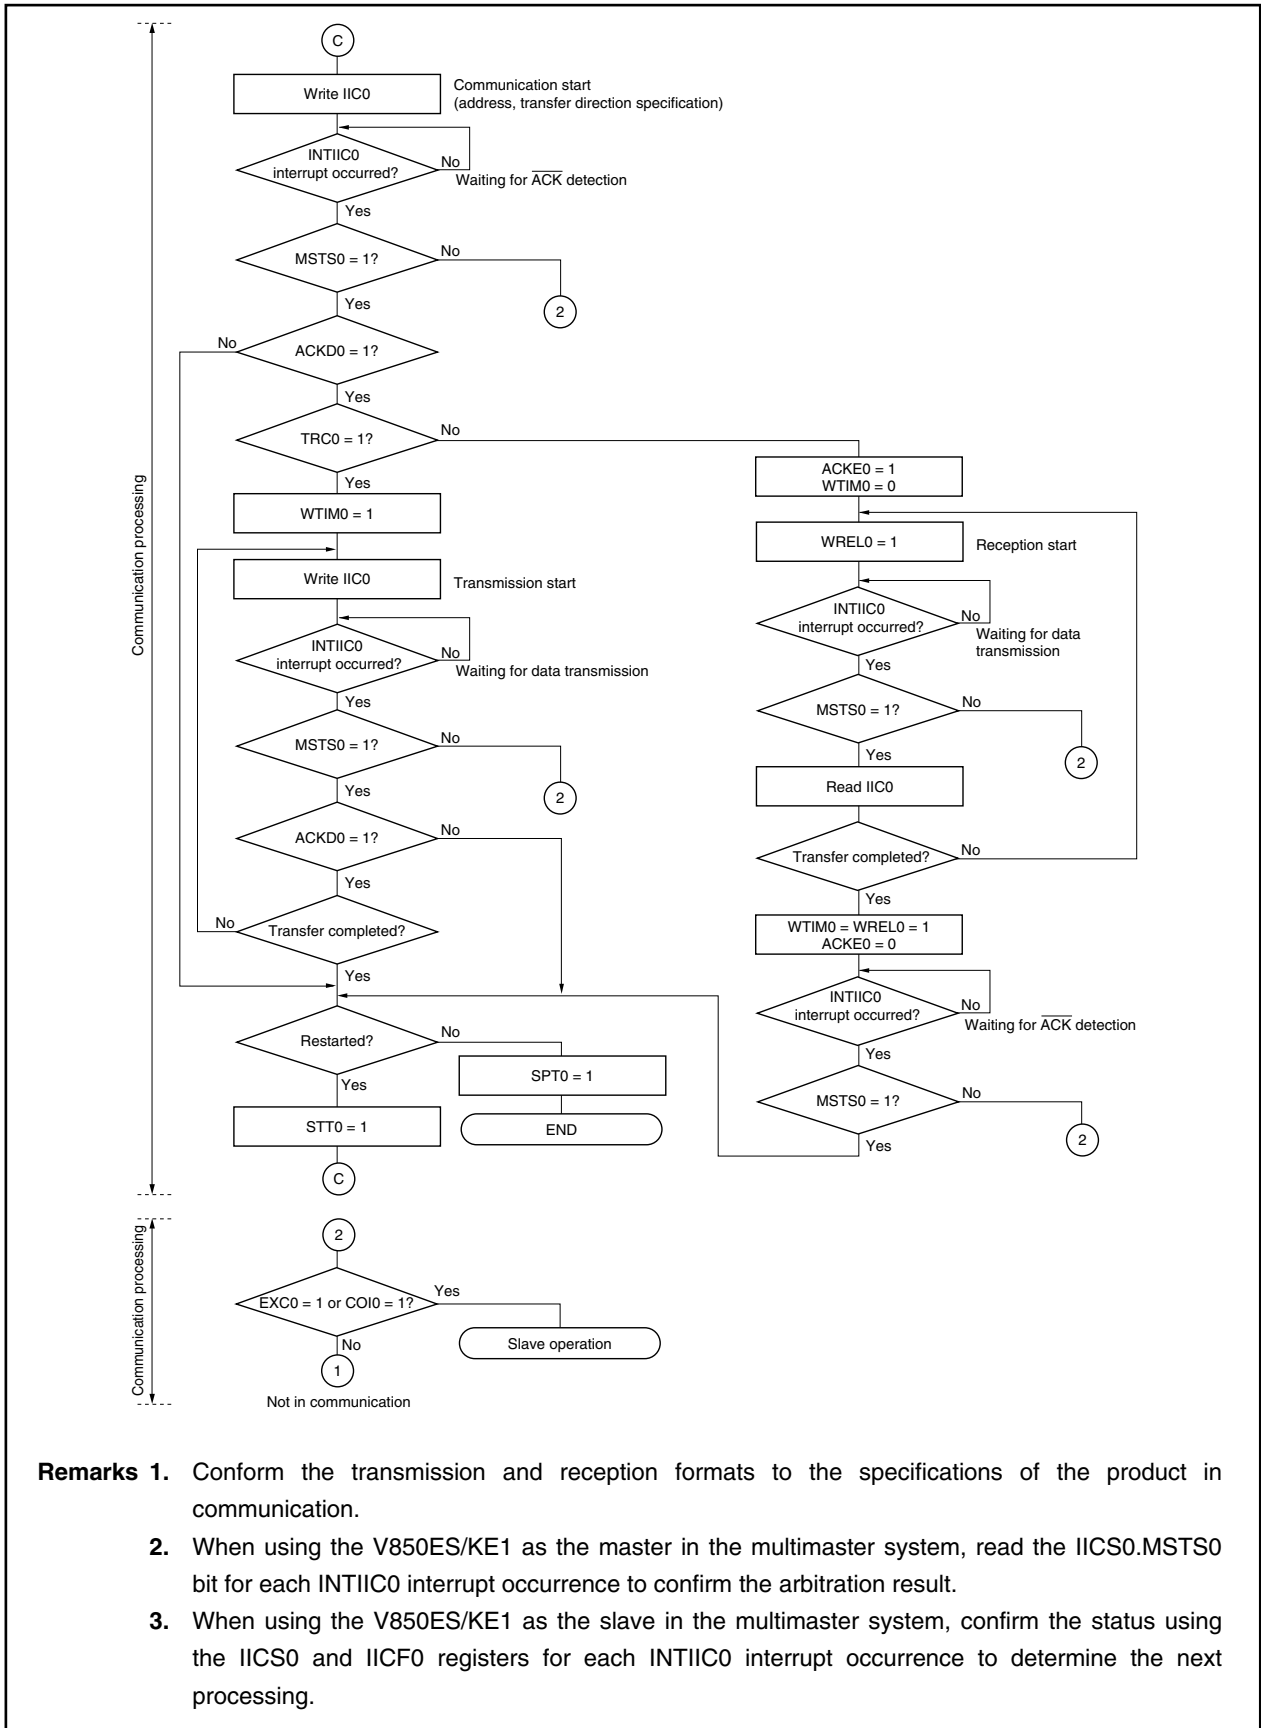 C
Write IIC0
Communication start
(address, transfer direction specification)
INTIIC0
interrupt occurred?
No
Waiting for ACK detection
Yes
MSTS0 = 1?
No
2
Yes
ACKD0 = 1?
No
Yes
TRC0 = 1?
No
Yes
WTIM0 = 1
Write IIC0
Transmission start
INTIIC0
interrupt occurred?
No
Waiting for data transmission
Yes
MSTS0 = 1?
No
2
Yes
ACKD0 = 1?
No
Yes
Transfer completed?
No
Yes
Restarted?
No
SPT0 = 1
END
Yes
STT0 = 1
C
Communication processing
ACKE0 = 1
WTIM0 = 0
WREL0 = 1
Reception start
INTIIC0
interrupt occurred?
No
Waiting for data
transmission
Yes
MSTS0 = 1?
No
2
Yes
Read IIC0
Transfer completed?
No
Yes
WTIM0 = WREL0 = 1
ACKE0 = 0
INTIIC0
interrupt occurred?
No
Waiting for ACK detection
Yes
MSTS0 = 1?
No
2
Yes
Communication processing
2
EXC0 = 1 or COI0 = 1?
Yes
Slave operation
No
1
Not in communication
Remarks 1. Conform the transmission and reception formats to the specifications of the product in
communication.
2. When using the V850ES/KE1 as the master in the multimaster system, read the IICS0.MSTS0
bit for each INTIIC0 interrupt occurrence to confirm the arbitration result.
3. When using the V850ES/KE1 as the slave in the multimaster system, confirm the status using
the IICS0 and IICF0 registers for each INTIIC0 interrupt occurrence to determine the next
processing.